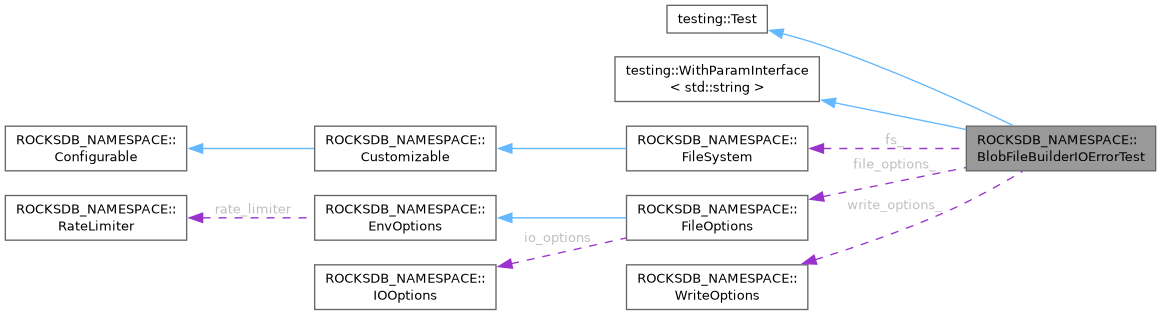 testing::Test
testing::WithParamInterface
< std::string >
ROCKSDB_NAMESPACE::
Configurable
ROCKSDB_NAMESPACE::
Customizable
ROCKSDB_NAMESPACE::
FileSystem
fs_
ROCKSDB_NAMESPACE::
BlobFileBuilderIOErrorTest
file_options_
ROCKSDB_NAMESPACE::
RateLimiter
rate_limiter
ROCKSDB_NAMESPACE::
EnvOptions
ROCKSDB_NAMESPACE::
FileOptions
write_options_
io_options
ROCKSDB_NAMESPACE::
IOOptions
ROCKSDB_NAMESPACE::
WriteOptions